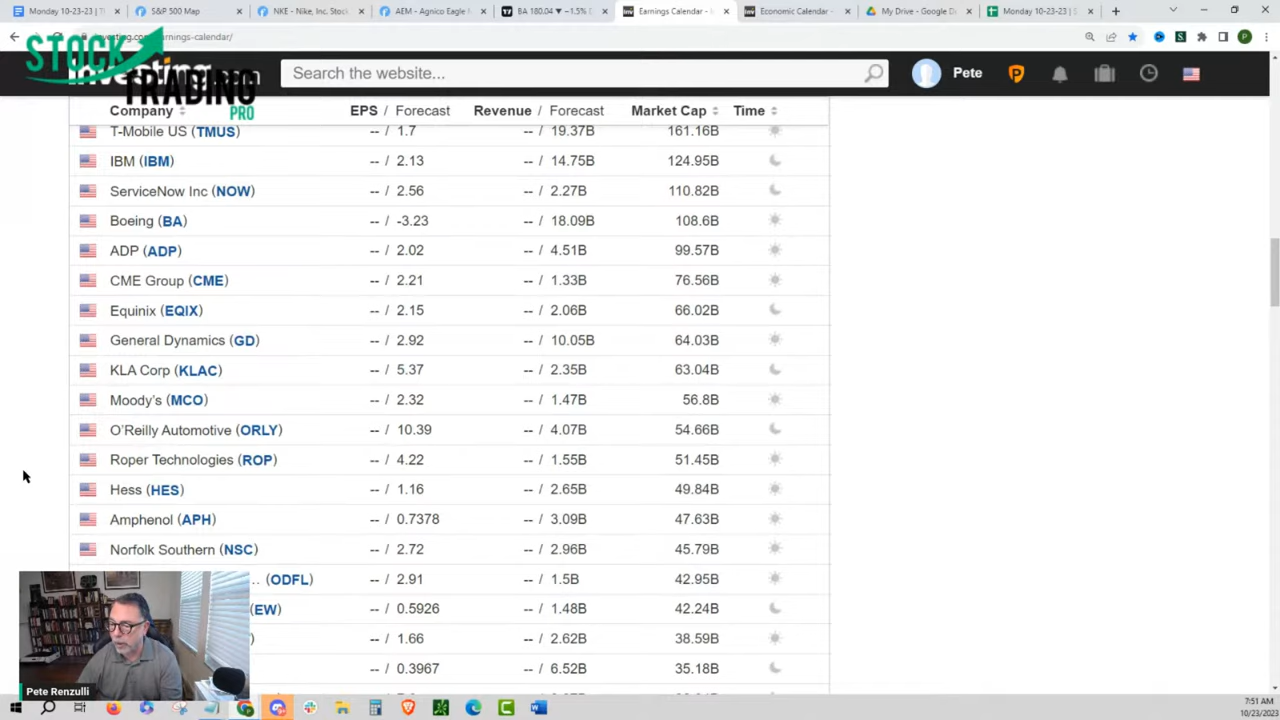 Monday 10-23-23 | T
S&P 500 Map
NKE - Nike, Inc. Stoc
AEM - Agnico Eagle
BA 180.04 ▼ −1.5% D
Earnings Calendar -
Economic Calendar -
My Drive - Google D
Monday 10-23-23 | S
investing.com/earnings-calendar/
STOCK
TRADING
PRO
Investing
Search the website...
Pete
Company EPS / Forecast Revenue / Forecast Market Cap Time
T-Mobile US (TMUS) -- / 1.7 -- / 19.37B 161.16B
IBM (IBM) -- / 2.13 -- / 14.75B 124.95B
ServiceNow Inc (NOW) -- / 2.56 -- / 2.27B 110.82B
Boeing (BA) -- / -3.23 -- / 18.09B 108.6B
ADP (ADP) -- / 2.02 -- / 4.51B 99.57B
CME Group (CME) -- / 2.21 -- / 1.33B 76.56B
Equinix (EQIX) -- / 2.15 -- / 2.06B 66.02B
General Dynamics (GD) -- / 2.92 -- / 10.05B 64.03B
KLA Corp (KLAC) -- / 5.37 -- / 2.35B 63.04B
Moody's (MCO) -- / 2.32 -- / 1.47B 56.8B
O'Reilly Automotive (ORLY) -- / 10.39 -- / 4.07B 54.66B
Roper Technologies (ROP) -- / 4.22 -- / 1.55B 51.45B
Hess (HES) -- / 1.16 -- / 2.65B 49.84B
Amphenol (APH) -- / 0.7378 -- / 3.09B 47.63B
Norfolk Southern (NSC) -- / 2.72 -- / 2.96B 45.79B
.. (ODFL) -- / 2.91 -- / 1.5B 42.95B
(EW) -- / 0.5926 -- / 1.48B 42.24B
) -- / 1.66 -- / 2.62B 38.59B
-- / 0.3967 -- / 6.52B 35.18B
Pete Renzulli
7:51 AM
10/23/2023